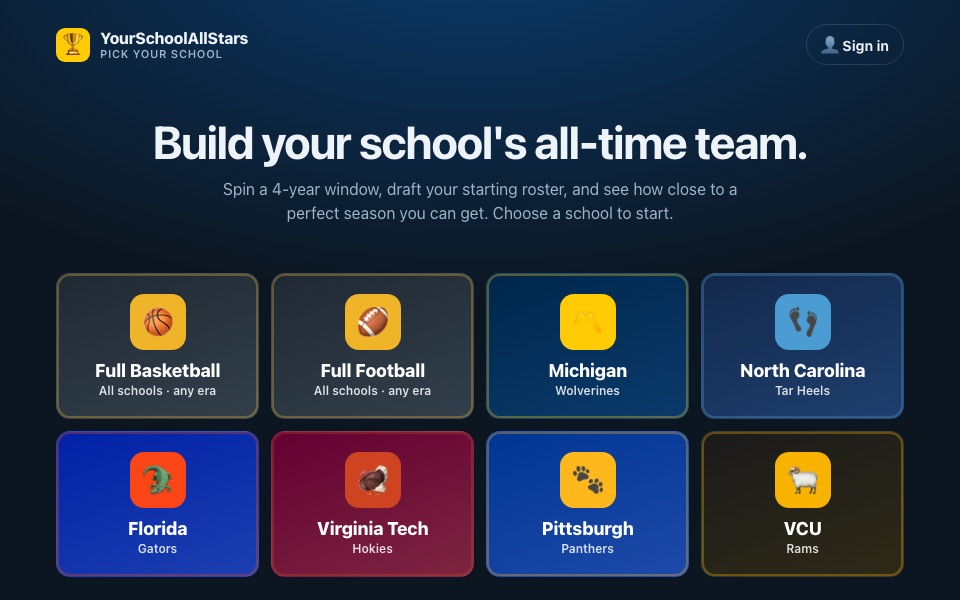 YourSchoolAllStars
PICK YOUR SCHOOL
Sign in
Build your school's all-time team.
Spin a 4-year window, draft your starting roster, and see how close to a
perfect season you can get. Choose a school to start.
Full Basketball
All schools · any era
Full Football
All schools · any era
Michigan
Wolverines
North Carolina
Tar Heels
Florida
Gators
Virginia Tech
Hokies
Pittsburgh
Panthers
VCU
Rams